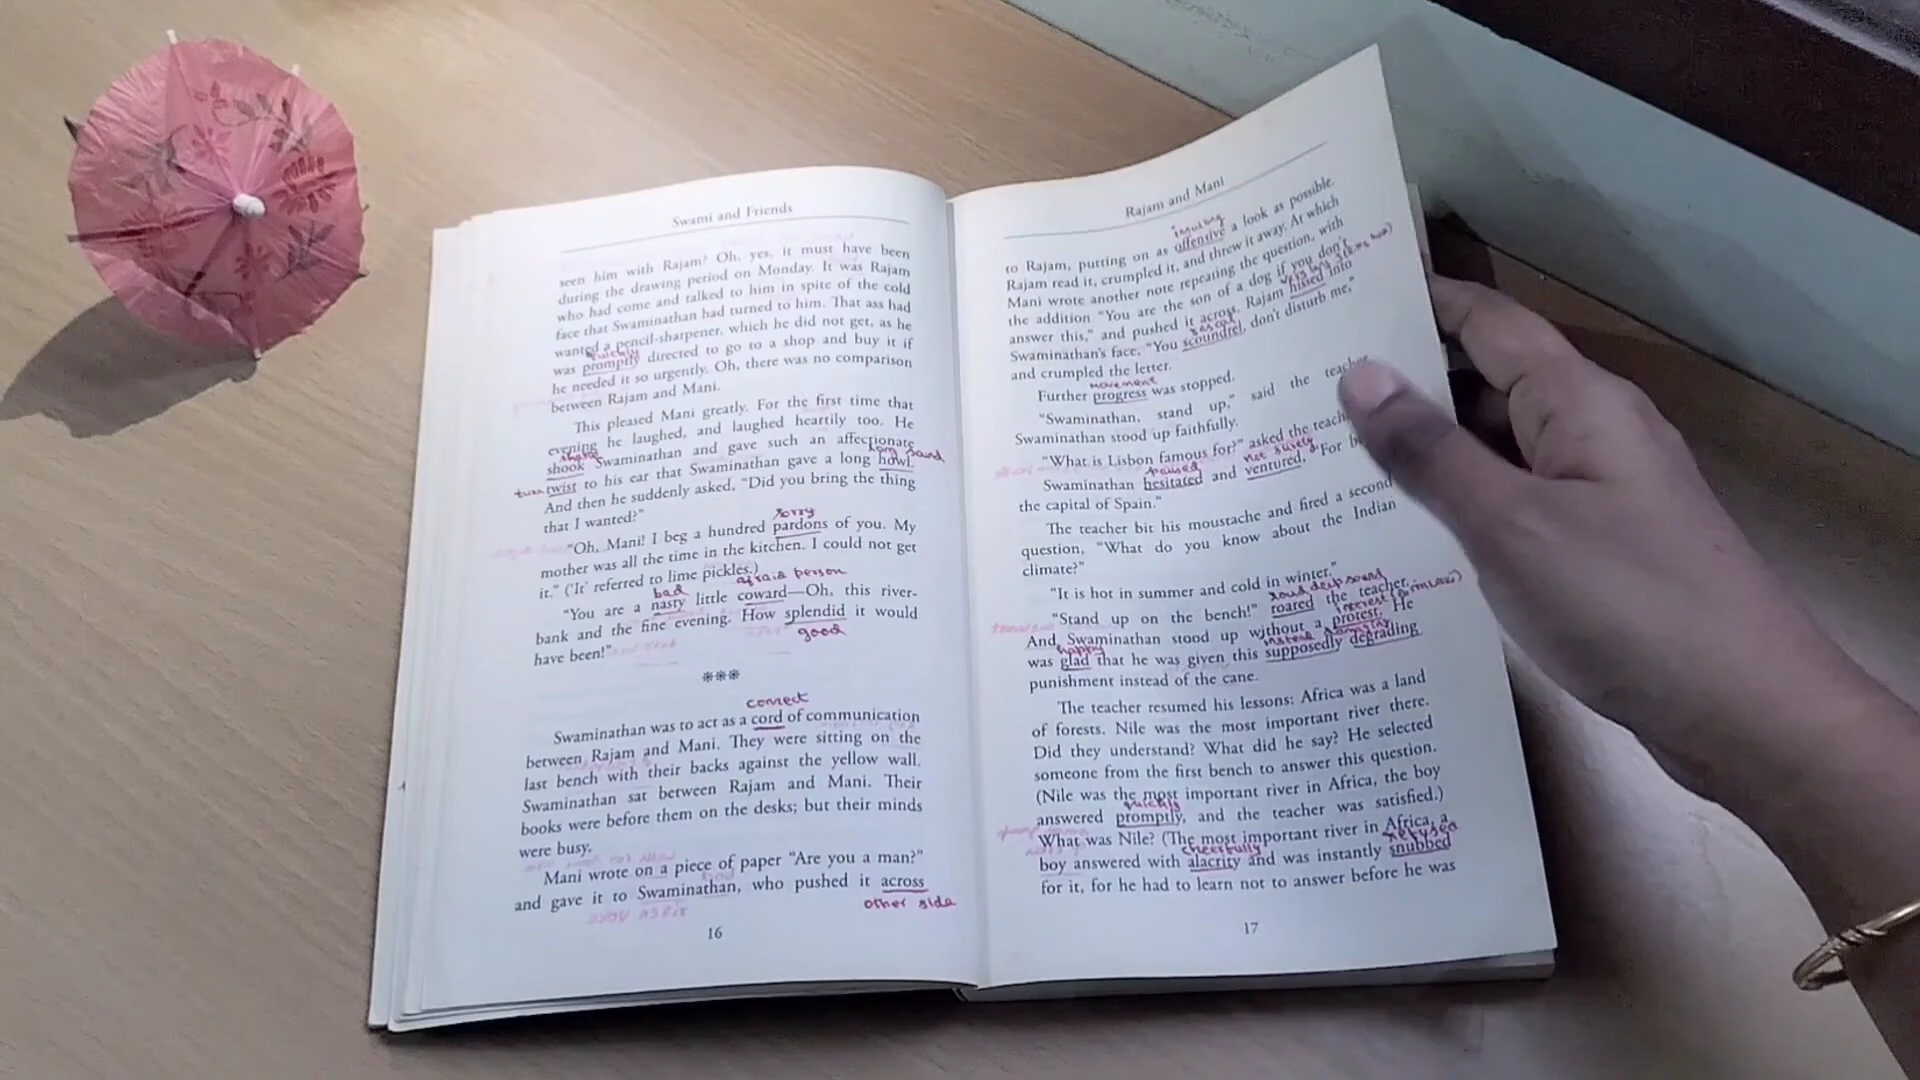 Swami and Friends
seen him with Rajam? Oh, yes, it must have been
during the drawing period on Monday. It was Rajam
who had come and talked to him in spite of the cold
face that Swaminathan had turned to him. That ass had
wanted a pencil-sharpener, which he did not get, as he
quickly
was promptly directed to go to a shop and buy it if
he needed it so urgently. Oh, there was no comparison
between Rajam and Mani.
This pleased Mani greatly. For the first time that
evening he laughed, and laughed heartily too. He
shake
shook Swaminathan and gave such an affectionate
long sound
turn twist to his ear that Swaminathan gave a long howl.
And then he suddenly asked, "Did you bring the thing
that I wanted?"
sorry
"Oh, Mani! I beg a hundred pardons of you. My
mother was all the time in the kitchen. I could not get
it." ('It' referred to lime pickles.)
bad afraid person
"You are a nasty little coward—Oh, this river-
bank and the fine evening. How splendid it would
good
have been!"
***
connect
Swaminathan was to act as a cord of communication
between Rajam and Mani. They were sitting on the
last bench with their backs against the yellow wall.
Swaminathan sat between Rajam and Mani. Their
books were before them on the desks; but their minds
were busy.
Mani wrote on a piece of paper "Are you a man?"
and gave it to Swaminathan, who pushed it across
other side
16
Rajam and Mani
insulting
to Rajam, putting on as offensive a look as possible.
Rajam read it, crumpled it, and threw it away. At which
Mani wrote another note repeating the question, with
the addition "You are the son of a dog if you don't
answer this," and pushed it across. Rajam hissed into
rascal
Swaminathan's face, "You scoundrel, don't disturb me,"
and crumpled the letter.
movement
Further progress was stopped.
"Swaminathan, stand up," said the teacher.
Swaminathan stood up faithfully.
"What is Lisbon famous for?" asked the
paused not surely
Swaminathan hesitated and ventured, "For
the capital of Spain."
The teacher bit his moustache and fired a second
question, "What do you know about the Indian
climate?"
"It is hot in summer and cold in winter."
loud deep sound
"Stand up on the bench!" roared the teacher.
And Swaminathan stood up without a protest. He
happy
was glad that he was given this supposedly degrading
punishment instead of the cane.
The teacher resumed his lessons: Africa was a land
of forests. Nile was the most important river there.
Did they understand? What did he say? He selected
someone from the first bench to answer this question.
(Nile was the most important river in Africa, the boy
quickly
answered promptly, and the teacher was satisfied.)
What was Nile? (The most important river in Africa, a
cheerfully refused
boy answered with alacrity and was instantly snubbed
for it, for he had to learn not to answer before he was
17